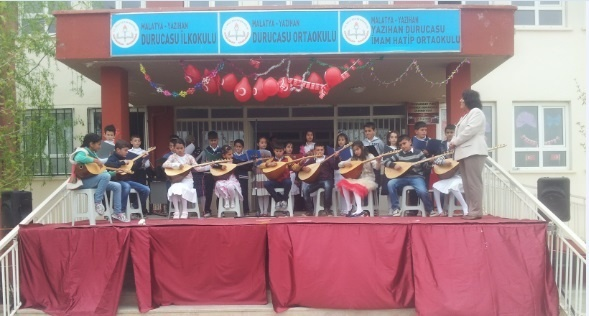 MALATYA - YAZIHAN
DURUCASU İLKOKULU
MALATYA - YAZIHAN
DURUCASU ORTAOKULU
MALATYA - YAZIHAN
YAZIHAN DURUCASU
İMAM HATİP ORTAOKULU